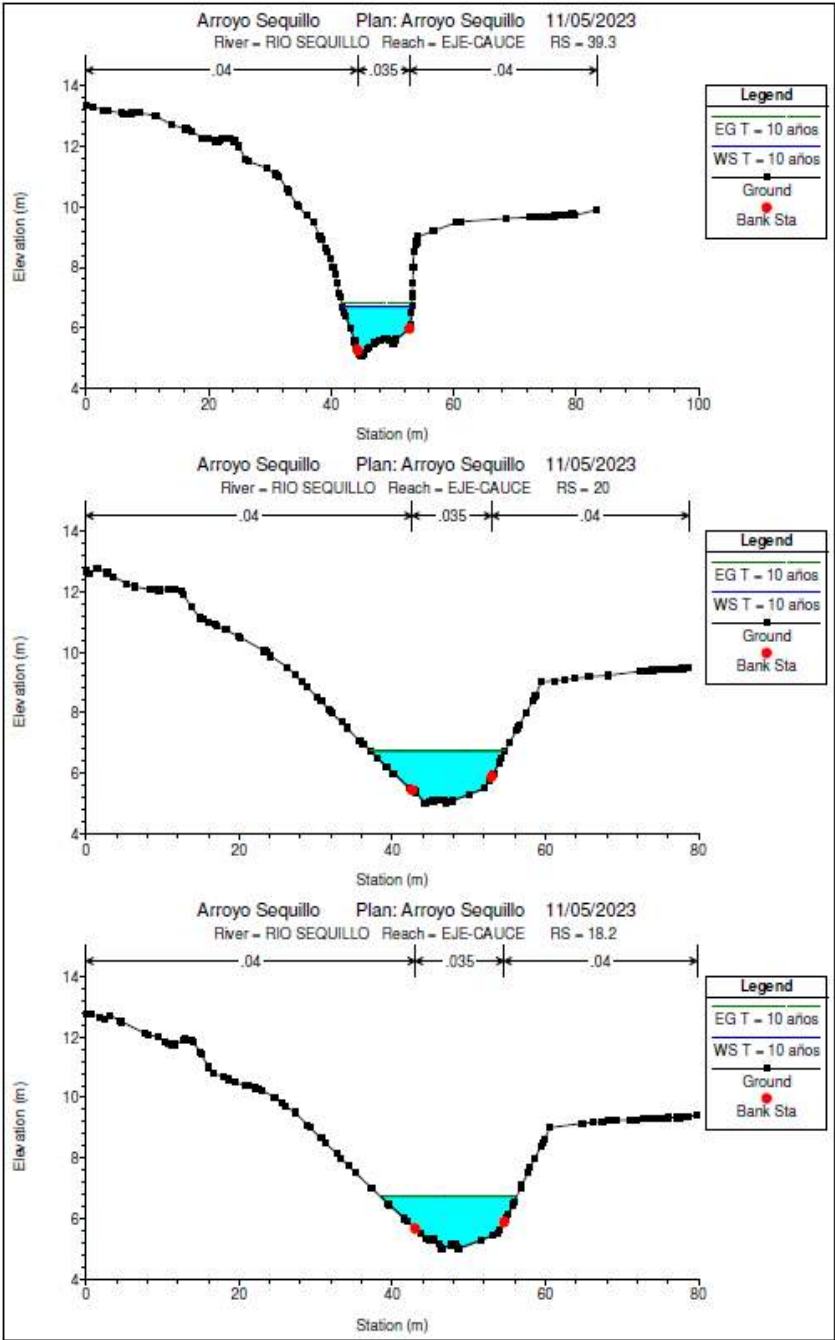 Arroyo Sequillo Plan: Arroyo Sequillo 11/05/2023
River = RIO SEQUILLO Reach = EJE-CAUCE RS = 39.3
.04 .035 .04
14
12
10
8
6
4
0 20 40 60 80 100
Elevation (m)
Station (m)
Legend
EG T = 10 años
WS T = 10 años
Ground
Bank Sta
Arroyo Sequillo Plan: Arroyo Sequillo 11/05/2023
River = RIO SEQUILLO Reach = EJE-CAUCE RS = 20
.04 .035 .04
14
12
10
8
6
4
0 20 40 60 80
Elevation (m)
Station (m)
Legend
EG T = 10 años
WS T = 10 años
Ground
Bank Sta
Arroyo Sequillo Plan: Arroyo Sequillo 11/05/2023
River = RIO SEQUILLO Reach = EJE-CAUCE RS = 18.2
.04 .035 .04
14
12
10
8
6
4
0 20 40 60 80
Elevation (m)
Station (m)
Legend
EG T = 10 años
WS T = 10 años
Ground
Bank Sta